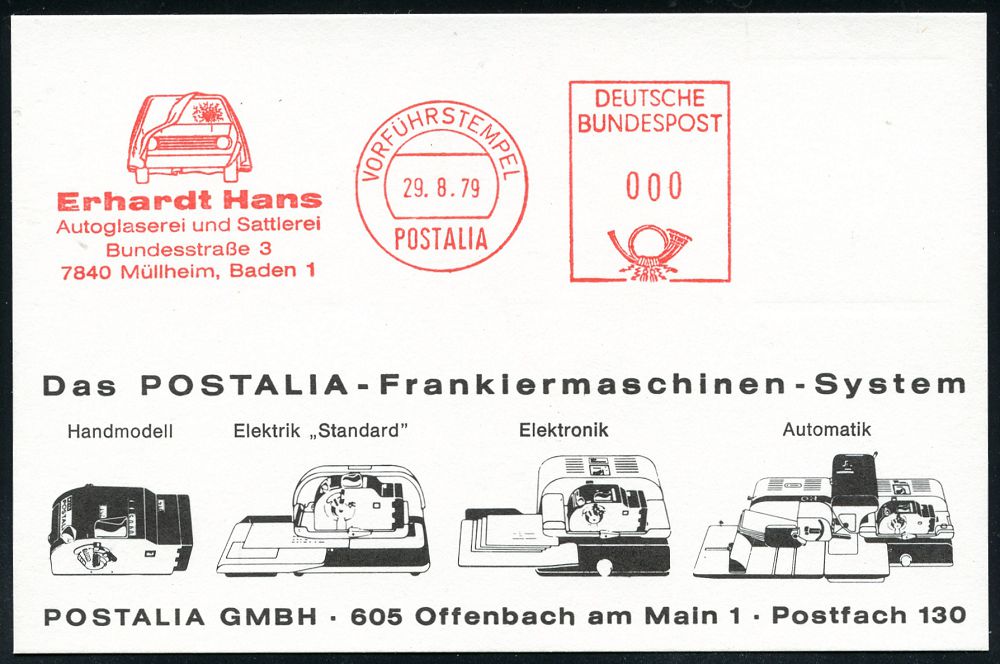 Erhardt Hans
Autoglaserei und Sattlerei
Bundesstraße 3
7840 Müllheim, Baden 1
VORFÜHRSTEMPEL
29. 8. 79
POSTALIA
DEUTSCHE
BUNDESPOST
000
Das POSTALIA-Frankiermaschinen-System
Handmodell Elektrik „Standard” Elektronik Automatik
POSTALIA
POSTALIA GMBH · 605 Offenbach am Main 1 · Postfach 130